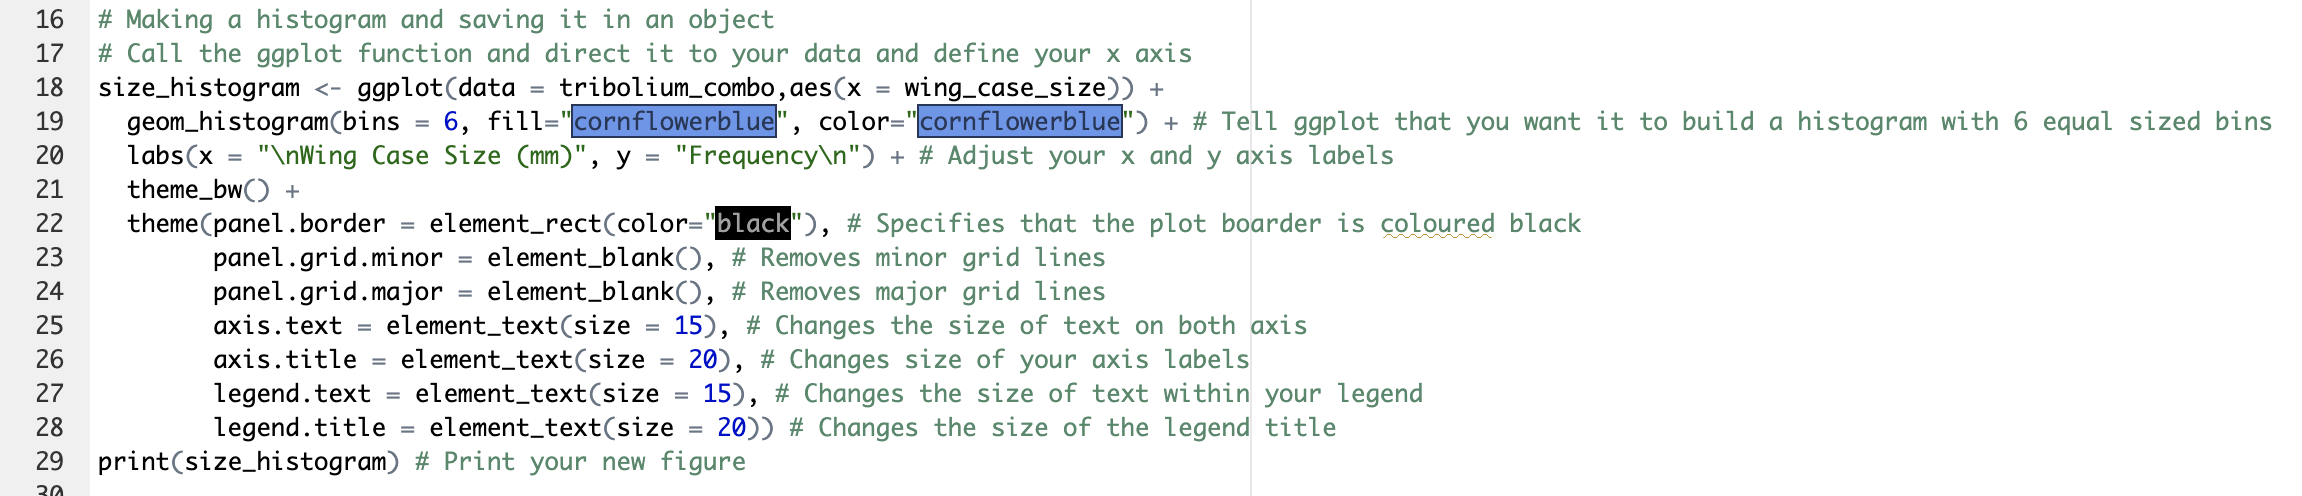 16 # Making a histogram and saving it in an object
17 # Call the ggplot function and direct it to your data and define your x axis
18 size_histogram <- ggplot(data = tribolium_combo,aes(x = wing_case_size)) +
19   geom_histogram(bins = 6, fill="cornflowerblue", color="cornflowerblue") + # Tell ggplot that you want it to build a histogram with 6 equal sized bins
20   labs(x = "\nWing Case Size (mm)", y = "Frequency\n") + # Adjust your x and y axis labels
21   theme_bw() +
22   theme(panel.border = element_rect(color="black"), # Specifies that the plot boarder is coloured black
23         panel.grid.minor = element_blank(), # Removes minor grid lines
24         panel.grid.major = element_blank(), # Removes major grid lines
25         axis.text = element_text(size = 15), # Changes the size of text on both axis
26         axis.title = element_text(size = 20), # Changes size of your axis labels
27         legend.text = element_text(size = 15), # Changes the size of text within your legend
28         legend.title = element_text(size = 20)) # Changes the size of the legend title
29 print(size_histogram) # Print your new figure
30